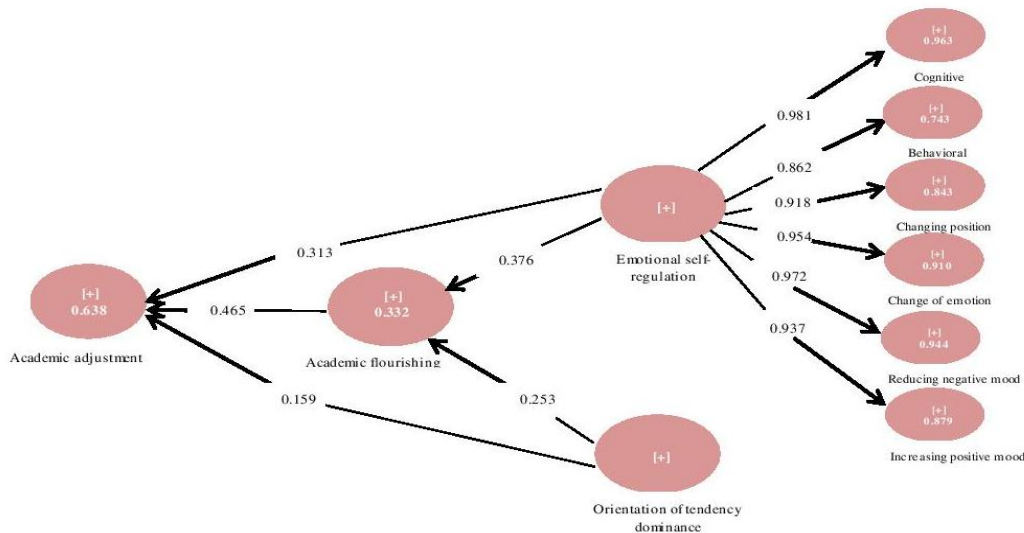 [+]
0.963
Cognitive
0.981
[+]
0.743
Behavioral
0.862
[+]
0.843
Changing position
0.918
[+]
0.954
[+]
0.910
Change of emotion
Emotional self-
regulation
0.313
0.376
0.972
[+]
0.638
Academic adjustment
0.465
[+]
0.332
Academic flourishing
0.937
[+]
0.944
Reducing negative mood
0.159
0.253
[+]
0.879
Increasing positive mood
[+]
Orientation of tendency
dominance